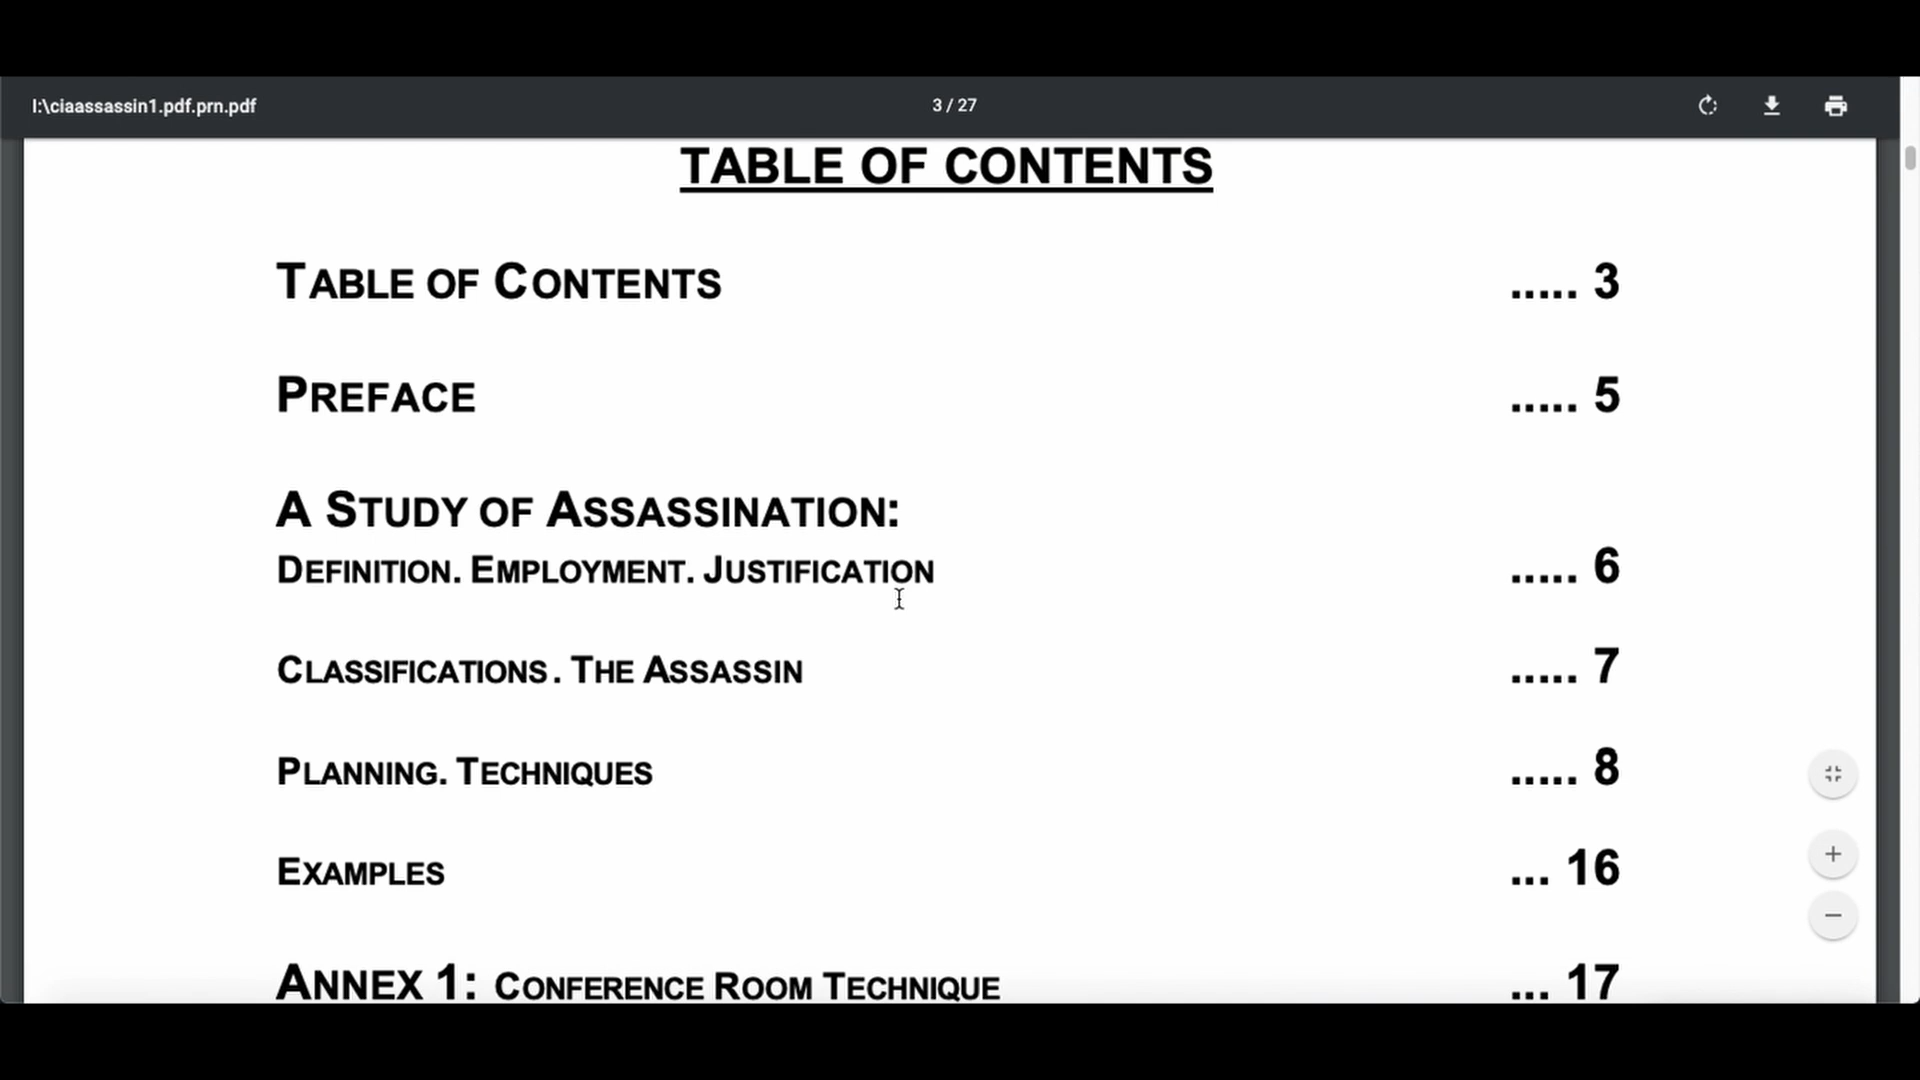 I:\ciaassassin1.pdf.prn.pdf 3 / 27
TABLE OF CONTENTS
TABLE OF CONTENTS ..... 3
PREFACE ..... 5
A STUDY OF ASSASSINATION:
DEFINITION. EMPLOYMENT. JUSTIFICATION ..... 6
CLASSIFICATIONS. THE ASSASSIN ..... 7
PLANNING. TECHNIQUES ..... 8
EXAMPLES ... 16
ANNEX 1: CONFERENCE ROOM TECHNIQUE ... 17